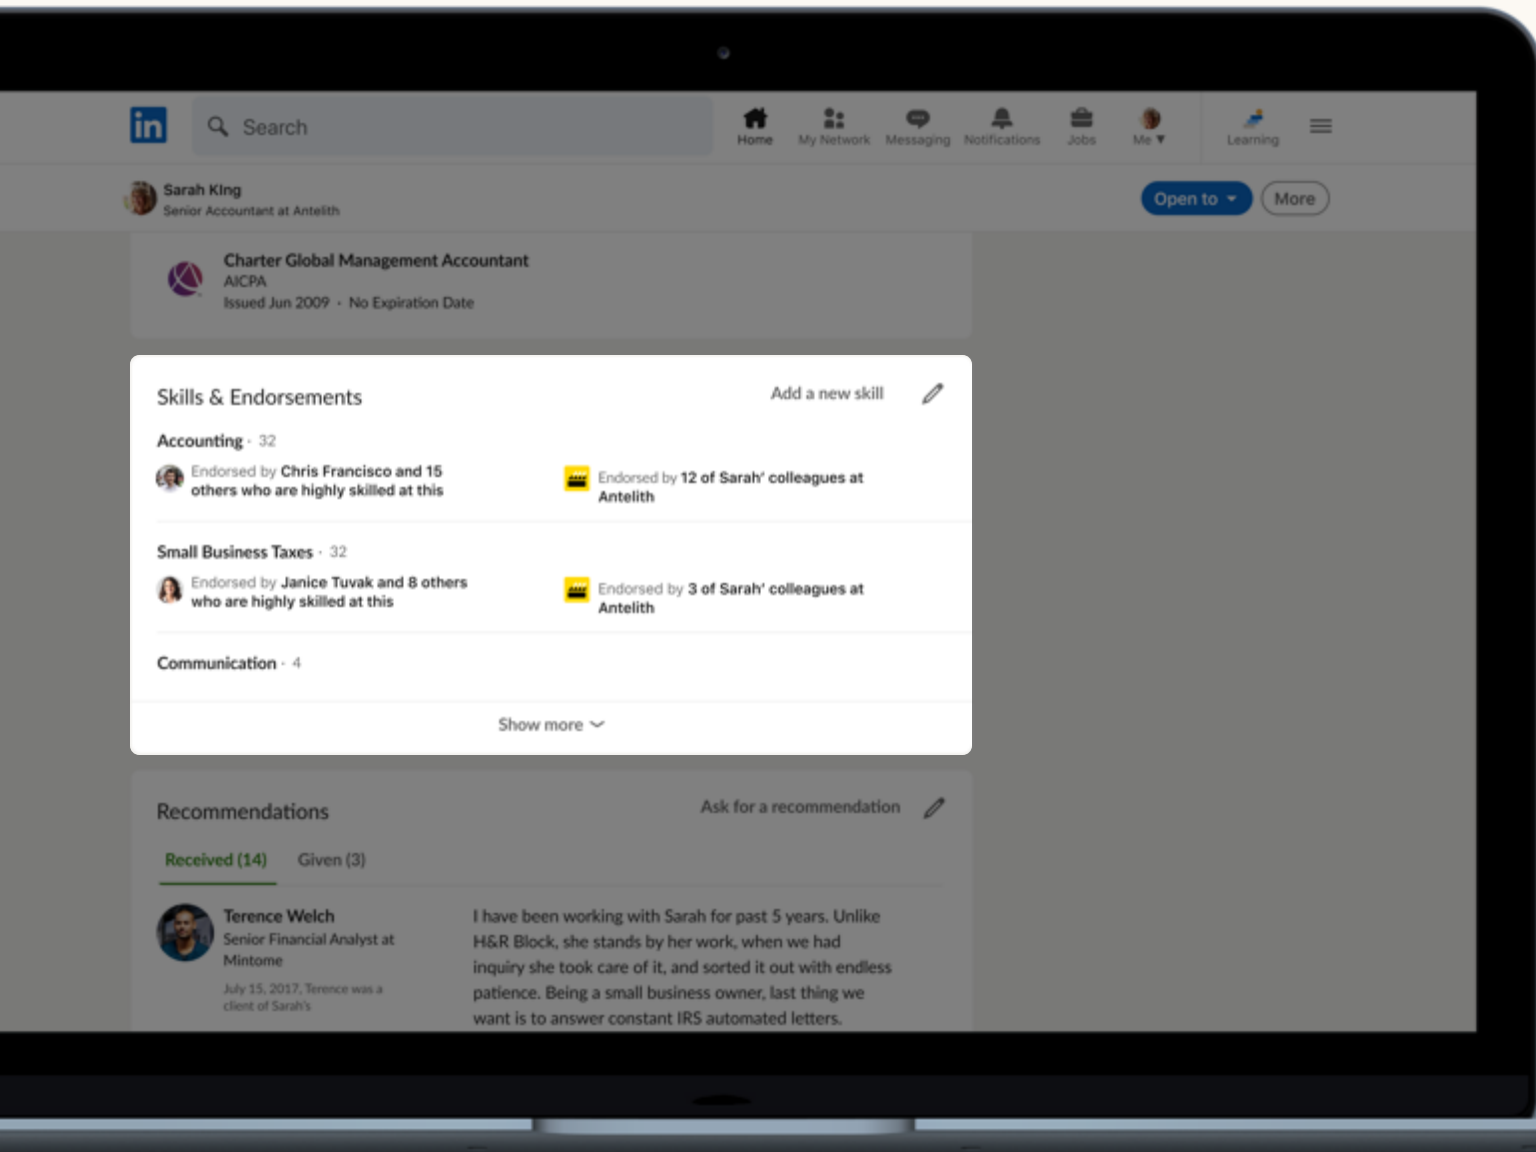 in
Search
Home
My Network
Messaging
Notifications
Jobs
Me ▼
Learning
Sarah KIng
Senior Accountant at Antelith
Open to
More
Charter Global Management Accountant
AICPA
Issued Jun 2009 · No Expiration Date
Skills & Endorsements
Add a new skill
Accounting · 32
Endorsed by Chris Francisco and 15
others who are highly skilled at this
Endorsed by 12 of Sarah' colleagues at
Antelith
Small Business Taxes · 32
Endorsed by Janice Tuvak and 8 others
who are highly skilled at this
Endorsed by 3 of Sarah' colleagues at
Antelith
Communication · 4
Show more
Recommendations
Ask for a recommendation
Received (14)
Given (3)
Terence Welch
Senior Financial Analyst at
Mintome
July 15, 2017, Terence was a
client of Sarah's
I have been working with Sarah for past 5 years. Unlike
H&R Block, she stands by her work, when we had
inquiry she took care of it, and sorted it out with endless
patience. Being a small business owner, last thing we
want is to answer constant IRS automated letters.